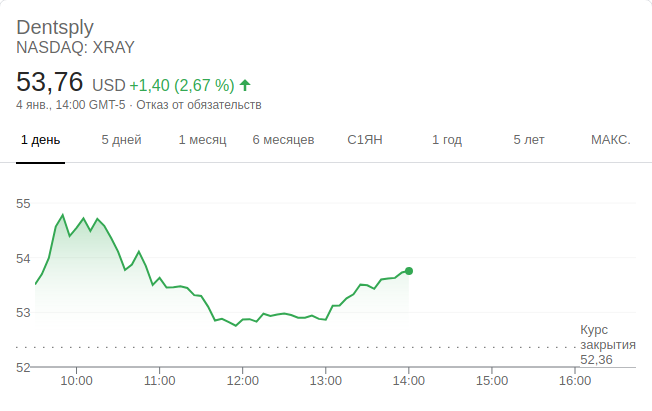 Dentsply
NASDAQ: XRAY
53,76 USD +1,40 (2,67 %)
4 янв., 14:00 GMT-5 · Отказ от обязательств
1 день 5 дней 1 месяц 6 месяцев С1ЯН 1 год 5 лет МАКС.
55
54
53
Курс
закрытия
52,36
52
10:00 11:00 12:00 13:00 14:00 15:00 16:00